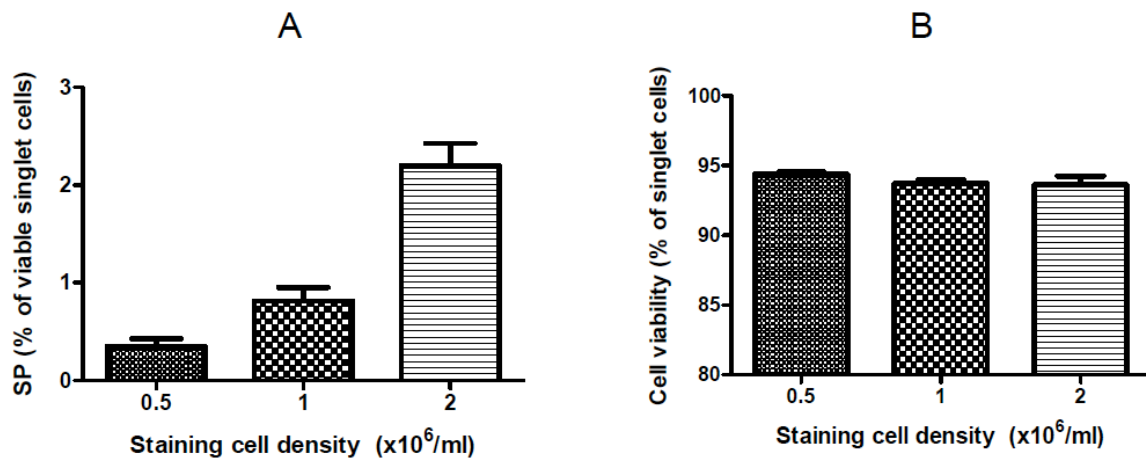 A
SP (% of viable singlet cells)
3
2
1
0
0.5 1 2
Staining cell density (x10⁶/ml)
B
Cell viability (% of singlet cells)
100
95
90
85
80
0.5 1 2
Staining cell density (x10⁶/ml)